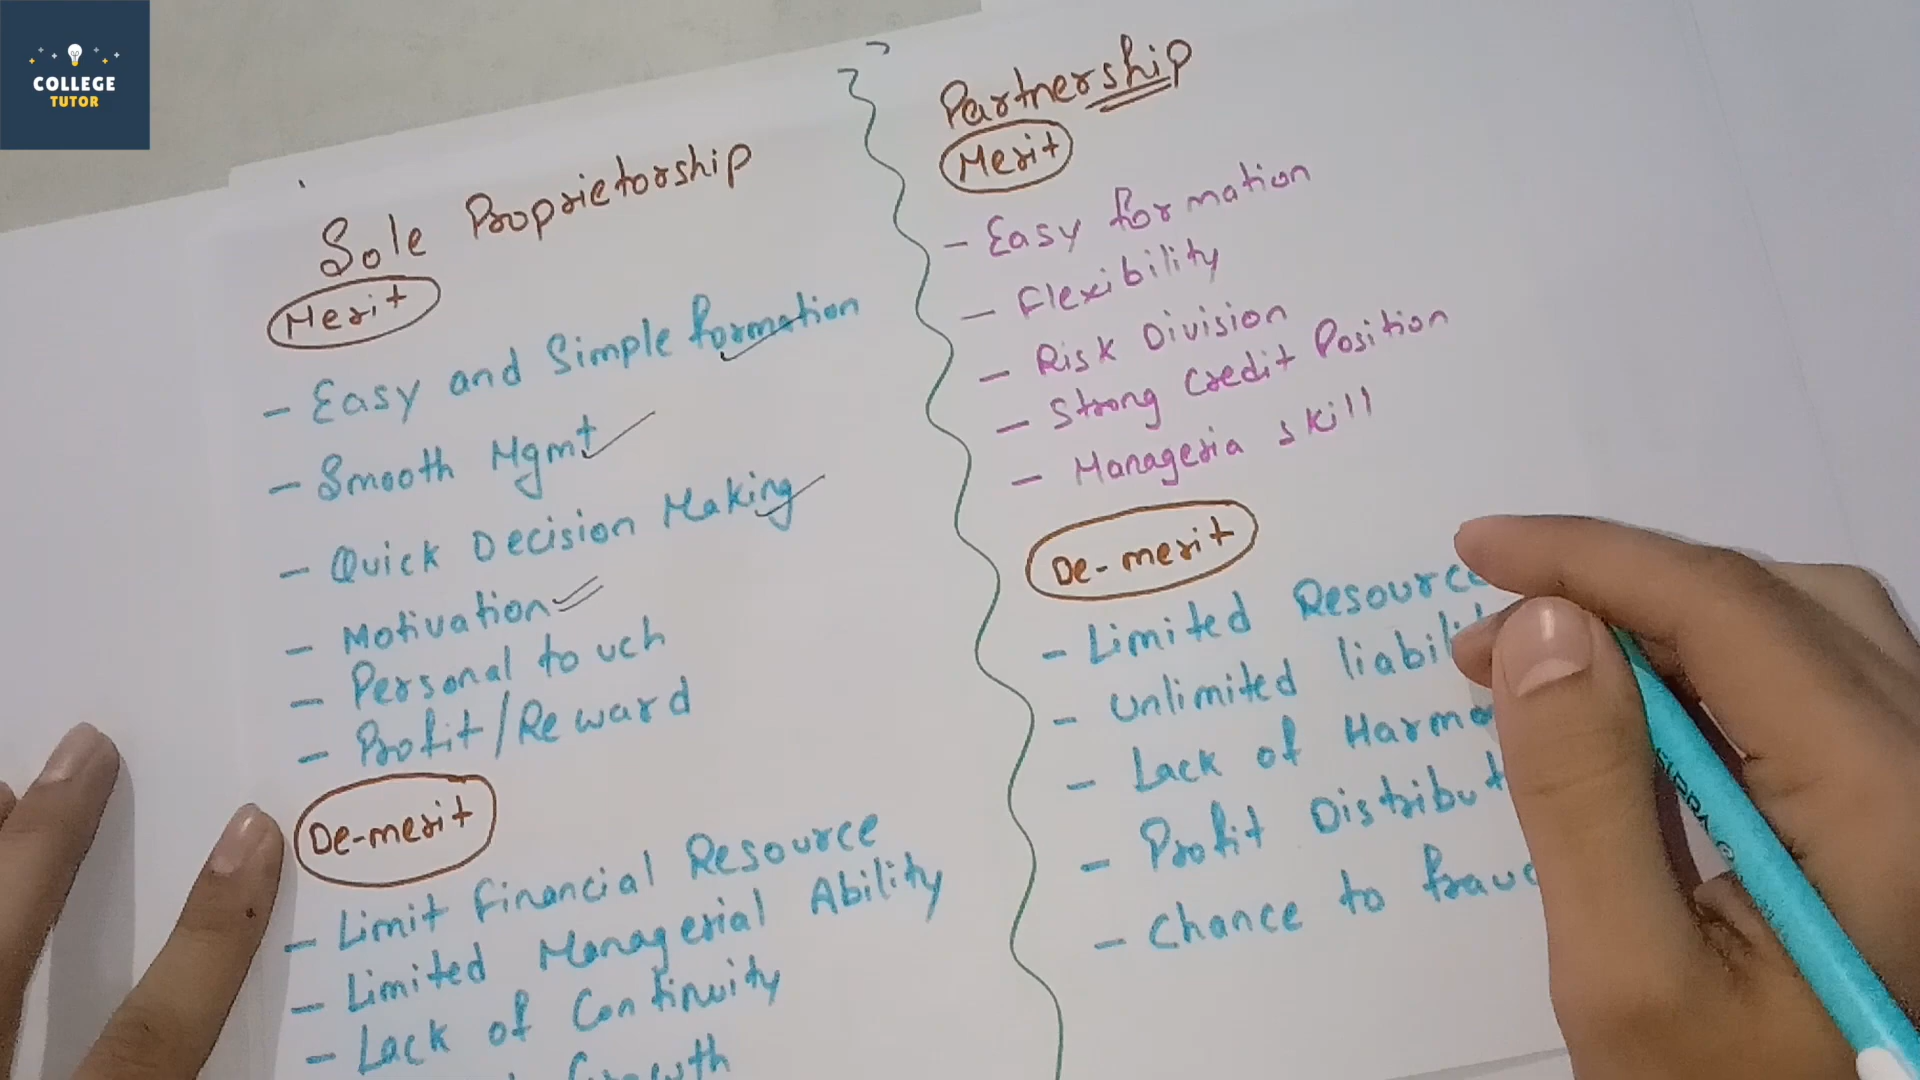 COLLEGE
TUTOR
Sole Proprietorship
Merit
- Easy and Simple formation
- Smooth Mgmt
- Quick Decision Making
- Motivation
- Personal touch
- Profit/Reward
De-merit
- Limit financial Resource
- Limited Managerial Ability
- Lack of Continuity
Growth
Partnership
Merit
- Easy formation
- Flexibility
- Risk Division
- Strong Credit Position
- Manageria skill
De-merit
- Limited Resource
- Unlimited liabilit
- Lack of Harmo
- Profit Distribut
- Chance to frau